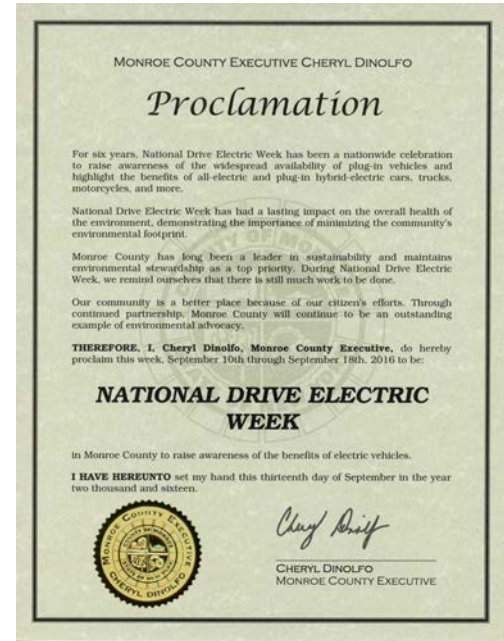 MONROE COUNTY EXECUTIVE CHERYL DINOLFO
Proclamation
For six years, National Drive Electric Week has been a nationwide celebration
to raise awareness of the widespread availability of plug-in vehicles and
highlight the benefits of all-electric and plug-in hybrid-electric cars, trucks,
motorcycles, and more.
National Drive Electric Week has had a lasting impact on the overall health of
the environment, demonstrating the importance of minimizing the community's
environmental footprint.
Monroe County has long been a leader in sustainability and maintains
environmental stewardship as a top priority. During National Drive Electric
Week, we remind ourselves that there is still much work to be done.
Our community is a better place because of our citizen's efforts. Through
continued partnership, Monroe County will continue to be an outstanding
example of environmental advocacy.
THEREFORE, I, Cheryl Dinolfo, Monroe County Executive, do hereby
proclaim this week, September 10th through September 18th, 2016 to be:
NATIONAL DRIVE ELECTRIC
WEEK
in Monroe County to raise awareness of the benefits of electric vehicles.
I HAVE HEREUNTO set my hand this thirteenth day of September in the year
two thousand and sixteen.
MONROE COUNTY EXECUTIVE
CHERYL DINOLFO
Cheryl Dinolfo
CHERYL DINOLFO
MONROE COUNTY EXECUTIVE